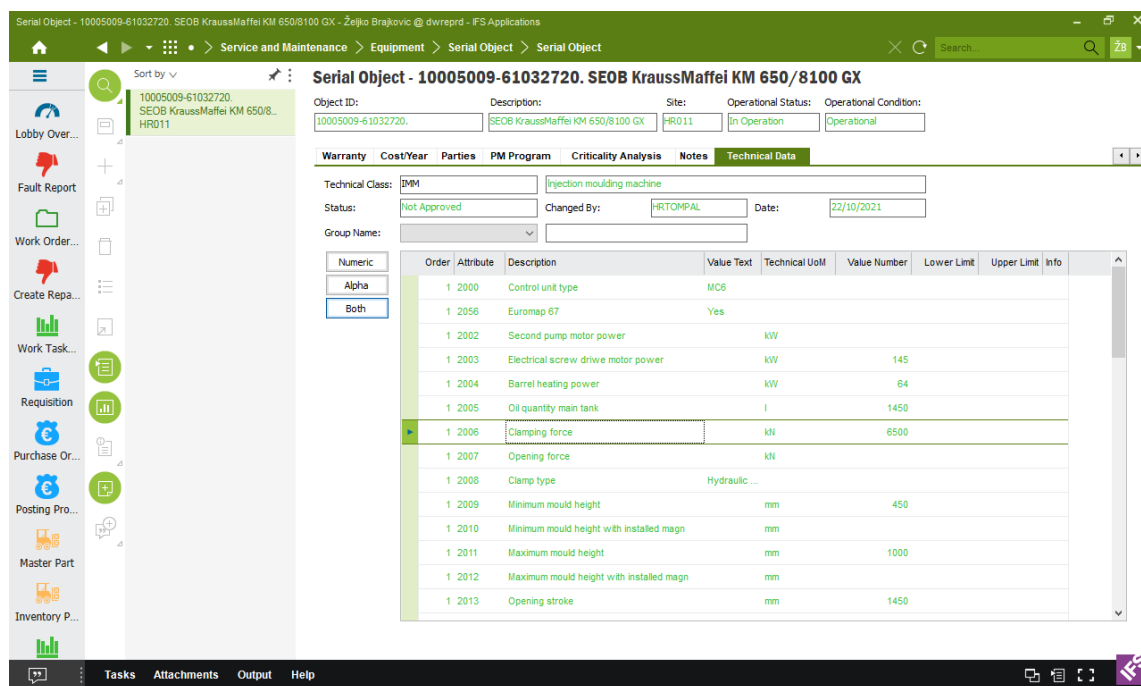 Serial Object - 10005009-61032720. SEOB KraussMaffei KM 650/8100 GX - Željko Brajkovic @ dwreprd - IFS Applications
Service and Maintenance > Equipment > Serial Object > Serial Object
Search...
ŽB
Lobby Over...
Fault Report
Work Order...
Create Repa...
Work Task...
Requisition
Purchase Or...
Posting Pro...
Master Part
Inventory P...
Sort by
10005009-61032720.
SEOB KraussMaffei KM 650/8..
HR011
Serial Object - 10005009-61032720. SEOB KraussMaffei KM 650/8100 GX
Object ID: Description: Site: Operational Status: Operational Condition:
10005009-61032720. SEOB KraussMaffei KM 650/8100 GX HR011 In Operation Operational
Warranty Cost/Year Parties PM Program Criticality Analysis Notes Technical Data
Technical Class: IMM Injection moulding machine
Status: Not Approved Changed By: HRTOMPAL Date: 22/10/2021
Group Name:
Numeric
Alpha
Both
Order Attribute Description Value Text Technical UoM Value Number Lower Limit Upper Limit Info
1 2000 Control unit type MC6
1 2056 Euromap 67 Yes
1 2002 Second pump motor power kW
1 2003 Electrical screw driwe motor power kW 145
1 2004 Barrel heating power kW 64
1 2005 Oil quantity main tank l 1450
1 2006 Clamping force kN 6500
1 2007 Opening force kN
1 2008 Clamp type Hydraulic ...
1 2009 Minimum mould height mm 450
1 2010 Minimum mould height with installed magn mm
1 2011 Maximum mould height mm 1000
1 2012 Maximum mould height with installed magn mm
1 2013 Opening stroke mm 1450
Tasks Attachments Output Help
IFS